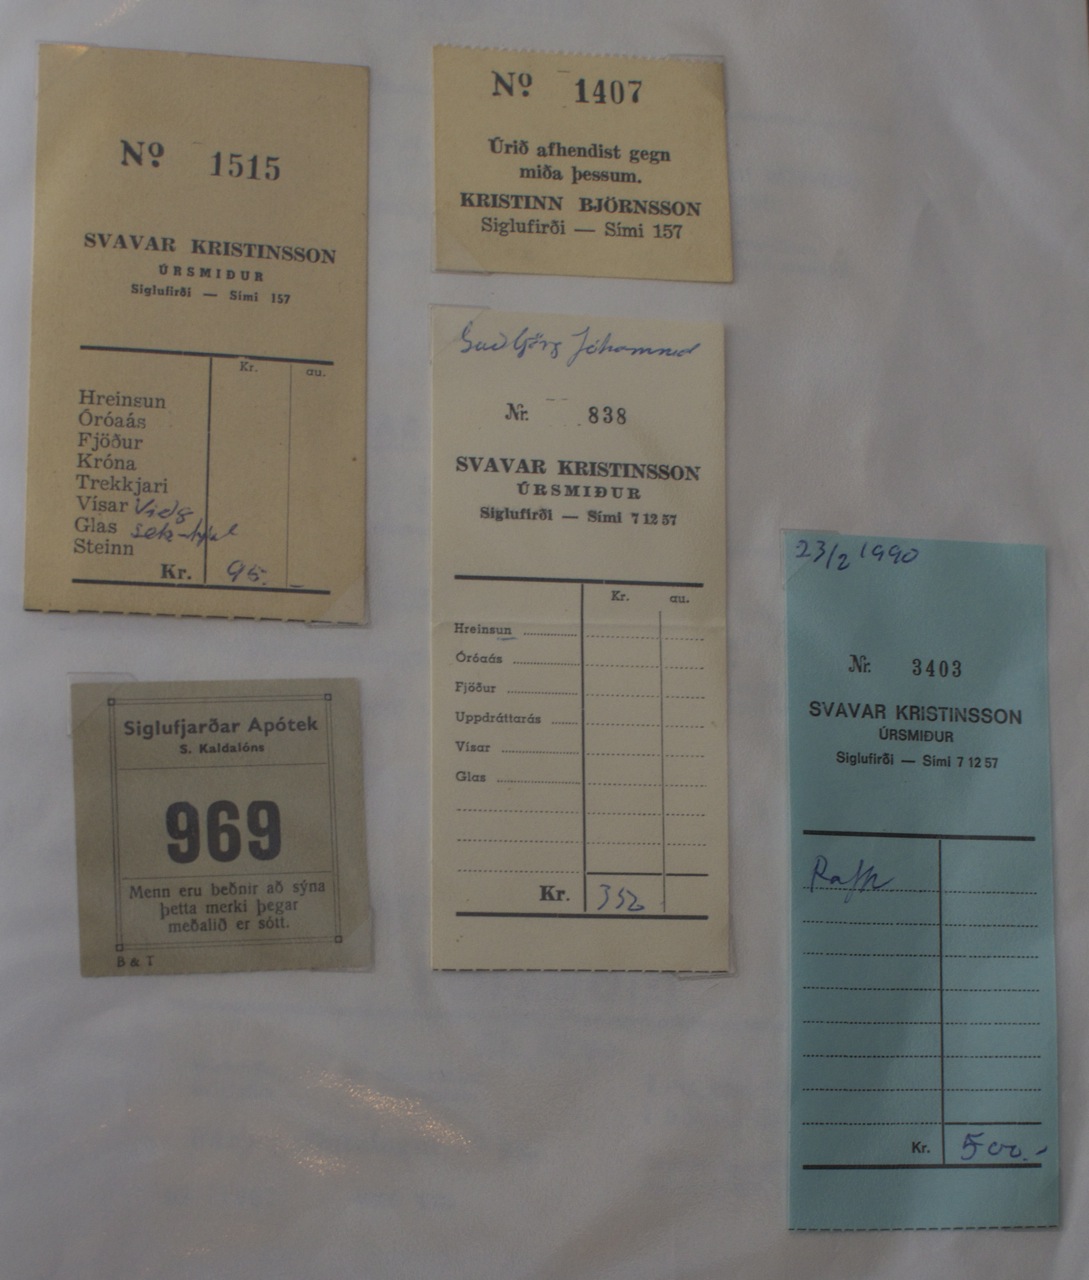 Nº 1515
SVAVAR KRISTINSSON
ÚRSMIÐUR
Siglufirði — Sími 157
Kr. au.
Hreinsun
Óróaás
Fjöður
Króna
Trekkjari
Vísar Viðg
Glas
Steinn
Kr. 95.–
Nº 1407
Úrið afhendist gegn
miða þessum.
KRISTINN BJÖRNSSON
Siglufirði — Sími 157
Guðbjörg
Nr. 838
SVAVAR KRISTINSSON
ÚRSMIÐUR
Siglufirði — Sími 7 12 57
Kr. au.
Hreinsun
Óróaás
Fjöður
Uppdráttarás
Vísar
Glas
Kr. 352
Siglufjarðar Apótek
S. Kaldalóns
969
Menn eru beðnir að sýna
þetta merki þegar
meðalið er sótt.
B & T
23/2 1990
Nr. 3403
SVAVAR KRISTINSSON
ÚRSMIÐUR
Siglufirði — Sími 7 12 57
Kr. 500.-